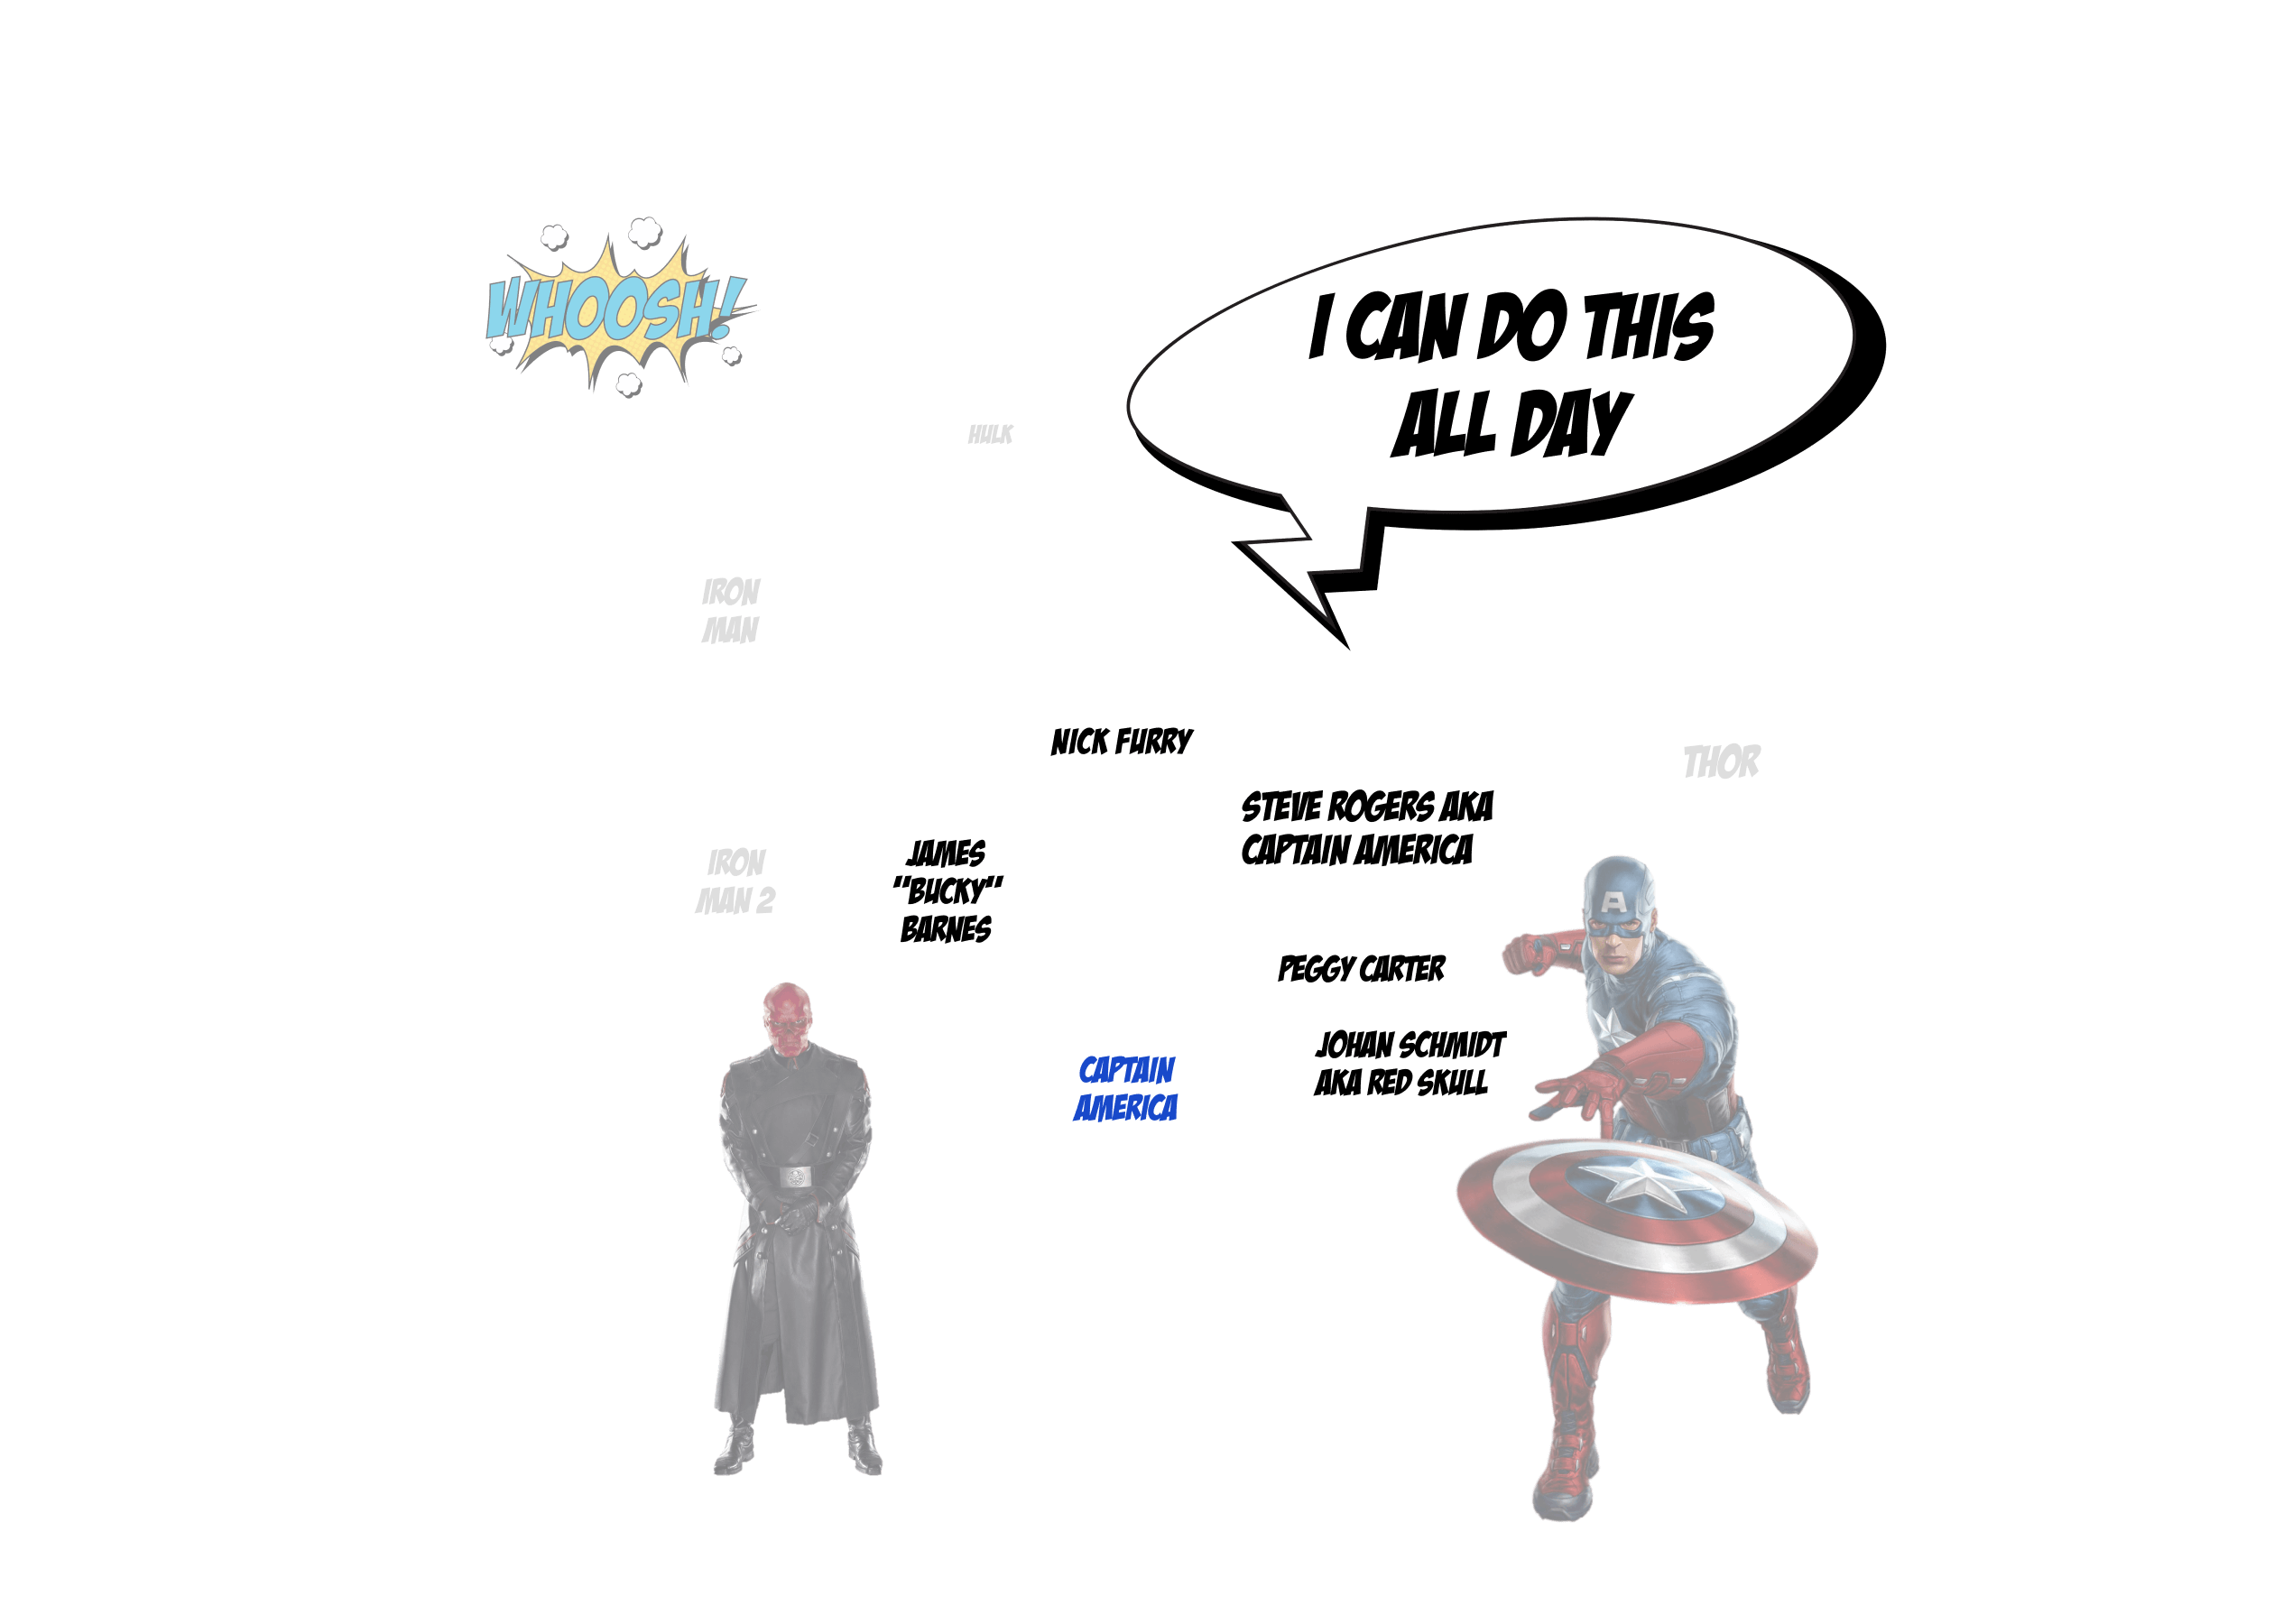 WHOOSH!
I CAN DO THIS
ALL DAY
HULK
IRON
MAN
NICK FURRY
THOR
STEVE ROGERS AKA
CAPTAIN AMERICA
JAMES
"BUCKY"
BARNES
IRON
MAN 2
A
PEGGY CARTER
JOHAN SCHMIDT
AKA RED SKULL
CAPTAIN
AMERICA